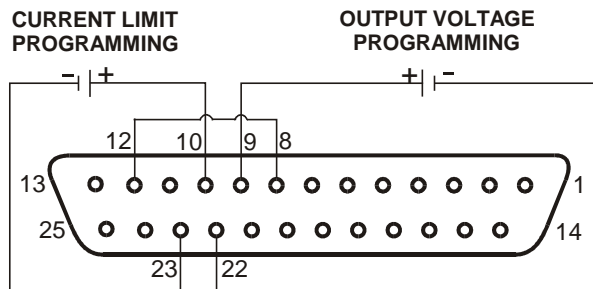 CURRENT LIMIT
PROGRAMMING
OUTPUT VOLTAGE
PROGRAMMING
- +
+ -
12 10 9 8
13 1
25 14
23 22